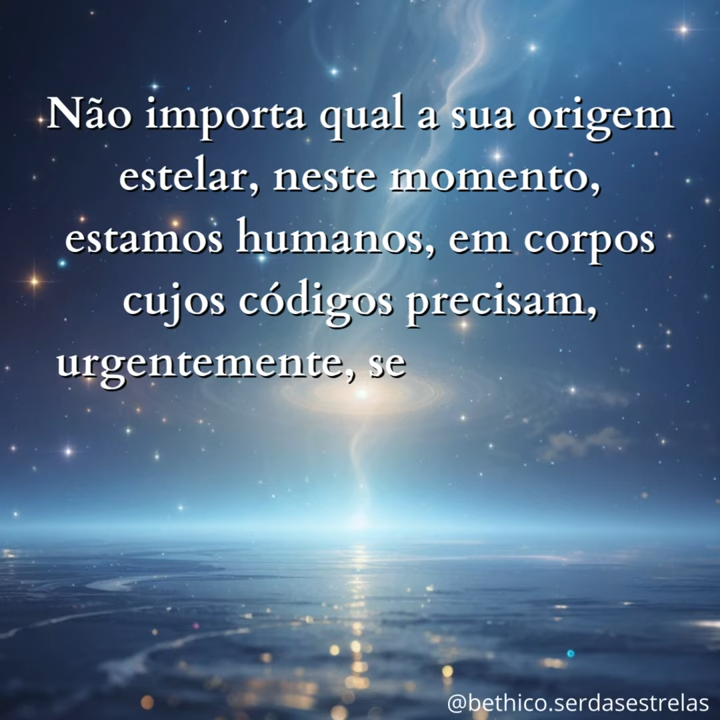 Não importa qual a sua origem
estelar, neste momento,
estamos humanos, em corpos
cujos códigos precisam,
urgentemente, se
@bethico.serdasestrelas